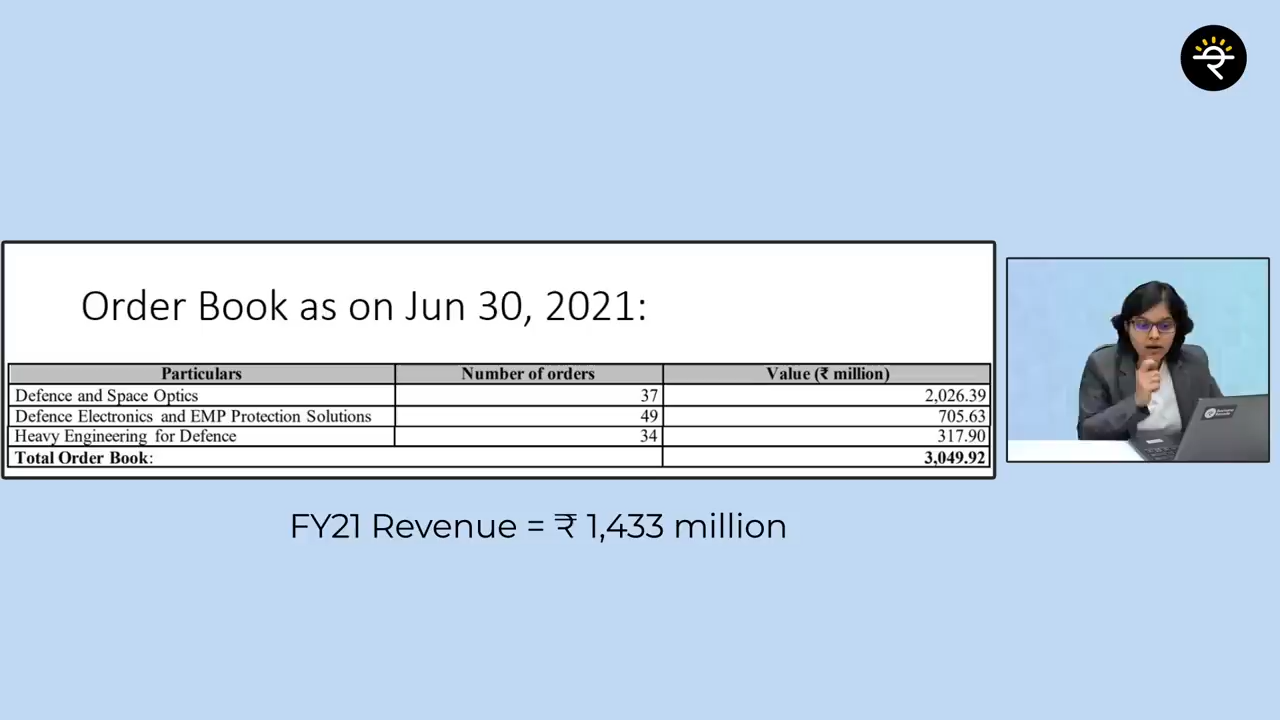 Order Book as on Jun 30, 2021:
Particulars Number of orders Value (₹ million)
Defence and Space Optics 37 2,026.39
Defence Electronics and EMP Protection Solutions 49 705.63
Heavy Engineering for Defence 34 317.90
Total Order Book: 3,049.92
FY21 Revenue = ₹ 1,433 million